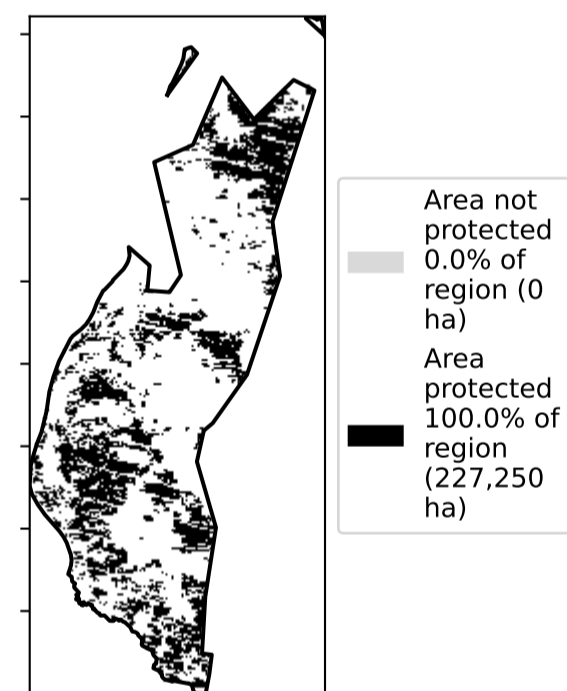 Area not
protected
0.0% of
region (0
ha)
Area
protected
100.0% of
region
(227,250
ha)